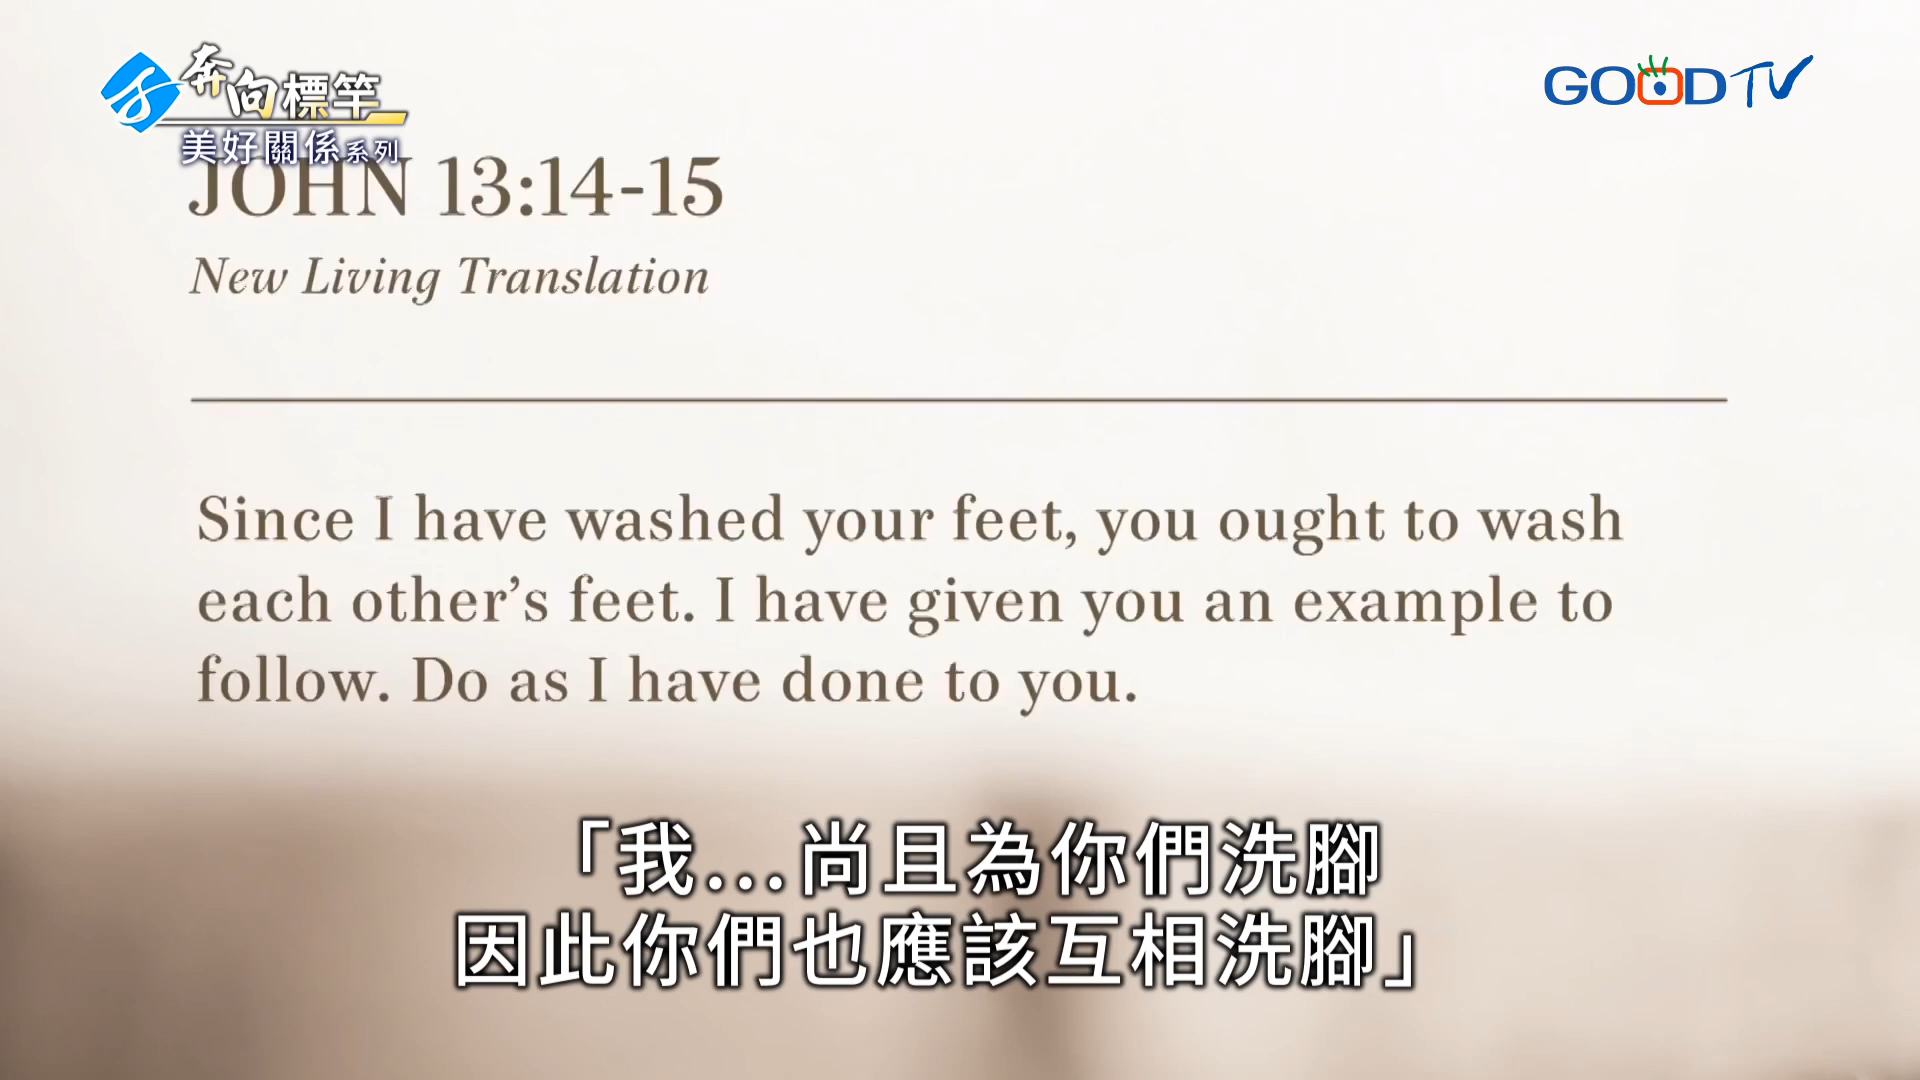 奔向標竿
美好關係系列
GOOD TV
JOHN 13:14-15
New Living Translation
Since I have washed your feet, you ought to wash
each other’s feet. I have given you an example to
follow. Do as I have done to you.
「我...尚且為你們洗腳
因此你們也應該互相洗腳」